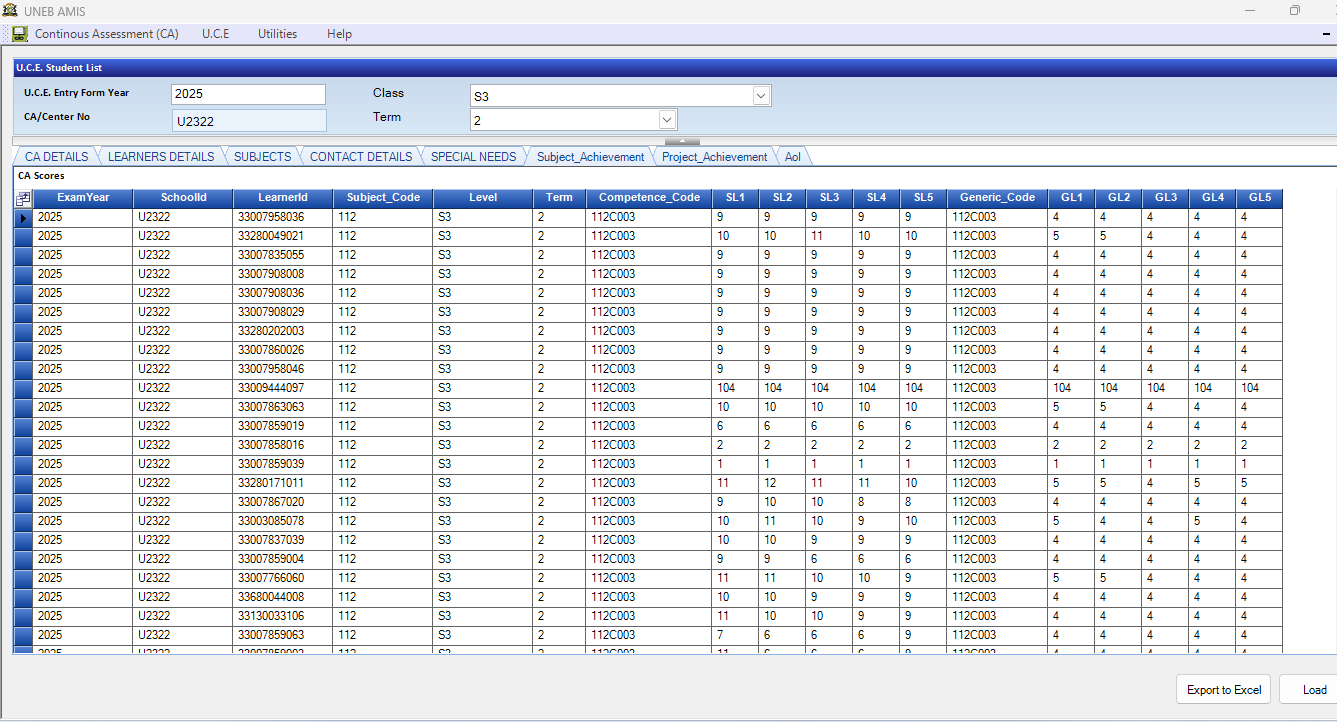 UNEB AMIS
Continous Assessment (CA) U.C.E Utilities Help
U.C.E. Student List
U.C.E. Entry Form Year 2025 Class S3
CA/Center No U2322 Term 2
CA DETAILS LEARNERS DETAILS SUBJECTS CONTACT DETAILS SPECIAL NEEDS Subject_Achievement Project_Achievement AoI
CA Scores
ExamYear SchoolId LearnerId Subject_Code Level Term Competence_Code SL1 SL2 SL3 SL4 SL5 Generic_Code GL1 GL2 GL3 GL4 GL5
2025 U2322 33007958036 112 S3 2 112C003 9 9 9 9 9 112C003 4 4 4 4 4
2025 U2322 33280049021 112 S3 2 112C003 10 10 11 10 10 112C003 5 5 4 4 4
2025 U2322 33007835055 112 S3 2 112C003 9 9 9 9 9 112C003 4 4 4 4 4
2025 U2322 33007908008 112 S3 2 112C003 9 9 9 9 9 112C003 4 4 4 4 4
2025 U2322 33007908036 112 S3 2 112C003 9 9 9 9 9 112C003 4 4 4 4 4
2025 U2322 33007908029 112 S3 2 112C003 9 9 9 9 9 112C003 4 4 4 4 4
2025 U2322 33280202003 112 S3 2 112C003 9 9 9 9 9 112C003 4 4 4 4 4
2025 U2322 33007860026 112 S3 2 112C003 9 9 9 9 9 112C003 4 4 4 4 4
2025 U2322 33007958046 112 S3 2 112C003 9 9 9 9 9 112C003 4 4 4 4 4
2025 U2322 33009444097 112 S3 2 112C003 104 104 104 104 104 112C003 104 104 104 104 104
2025 U2322 33007863063 112 S3 2 112C003 10 10 10 10 10 112C003 5 5 4 4 4
2025 U2322 33007859019 112 S3 2 112C003 6 6 6 6 6 112C003 4 4 4 4 4
2025 U2322 33007858016 112 S3 2 112C003 2 2 2 2 2 112C003 2 2 2 2 2
2025 U2322 33007859039 112 S3 2 112C003 1 1 1 1 1 112C003 1 1 1 1 1
2025 U2322 33280171011 112 S3 2 112C003 11 12 11 11 10 112C003 5 5 4 5 5
2025 U2322 33007867020 112 S3 2 112C003 9 10 10 8 8 112C003 4 4 4 4 4
2025 U2322 33003085078 112 S3 2 112C003 10 11 10 9 10 112C003 5 4 4 5 4
2025 U2322 33007837039 112 S3 2 112C003 10 10 9 9 9 112C003 4 4 4 4 4
2025 U2322 33007859004 112 S3 2 112C003 9 9 6 6 6 112C003 4 4 4 4 4
2025 U2322 33007766060 112 S3 2 112C003 11 11 10 10 9 112C003 5 5 4 4 4
2025 U2322 33680044008 112 S3 2 112C003 10 10 9 9 9 112C003 4 4 4 4 4
2025 U2322 33130033106 112 S3 2 112C003 11 10 10 9 9 112C003 4 4 4 4 4
2025 U2322 33007859063 112 S3 2 112C003 7 6 6 6 9 112C003 4 4 4 4 4
Export to Excel Load